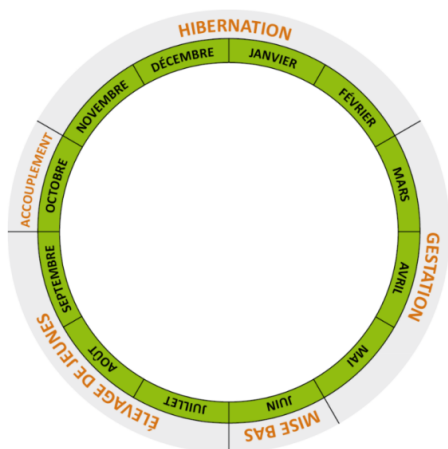 HIBERNATION
JANVIER
FÉVRIER
MARS
AVRIL
MAI
JUIN
JUILLET
AOÛT
SEPTEMBRE
OCTOBRE
NOVEMBRE
DÉCEMBRE
GESTATION
MISE BAS
ÉLEVAGE DE JEUNES
ACCOUPLEMENT